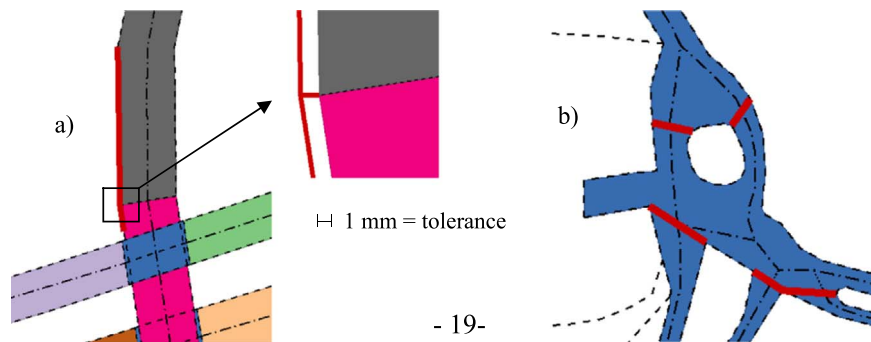 a)
b)
1 mm = tolerance
- 19-